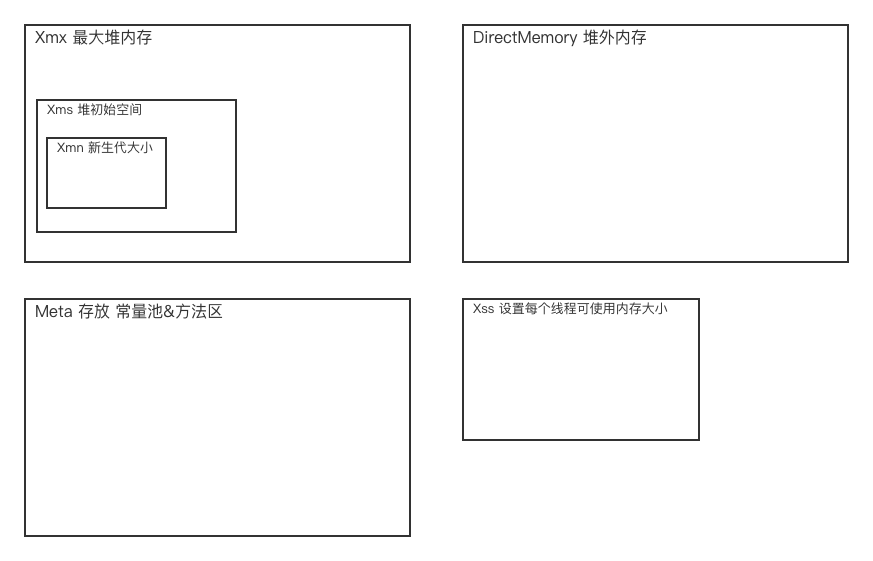 Xmx 最大堆内存
DirectMemory 堆外内存
Xms 堆初始空间
Xmn 新生代大小
Meta 存放 常量池&方法区
Xss 设置每个线程可使用内存大小